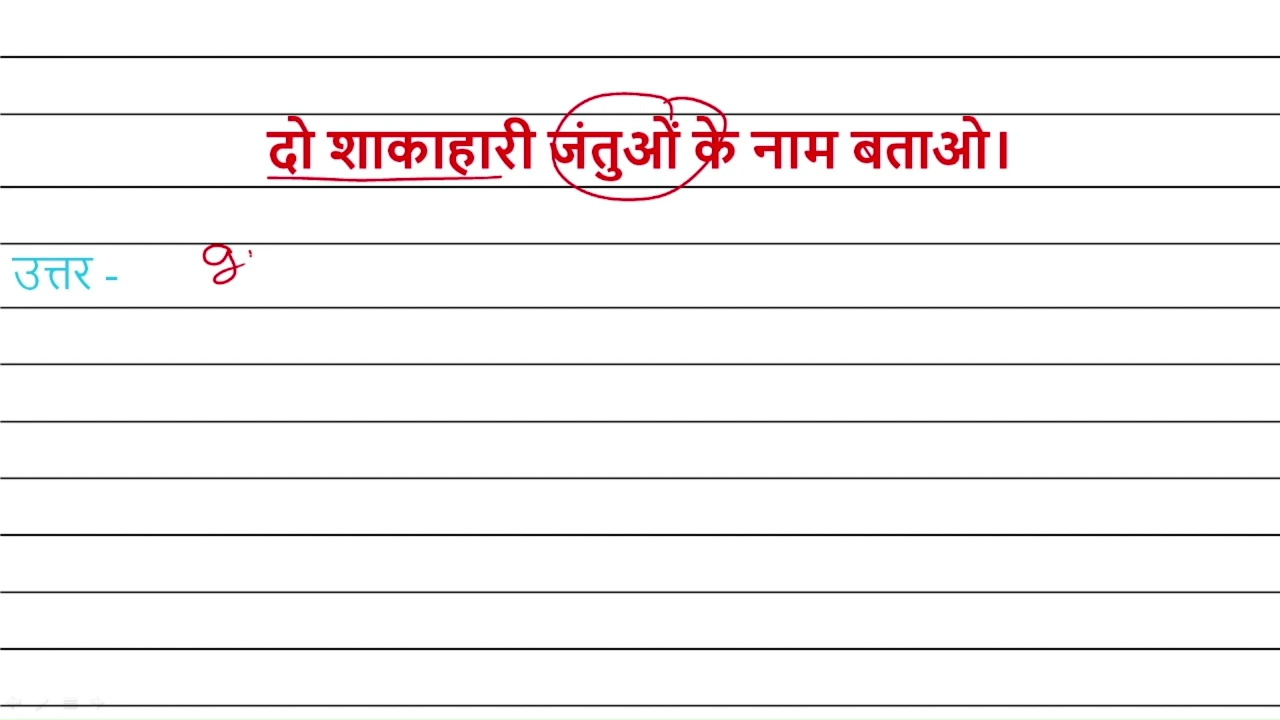 दो शाकाहारी जंतुओं के नाम बताओ।
उत्तर -